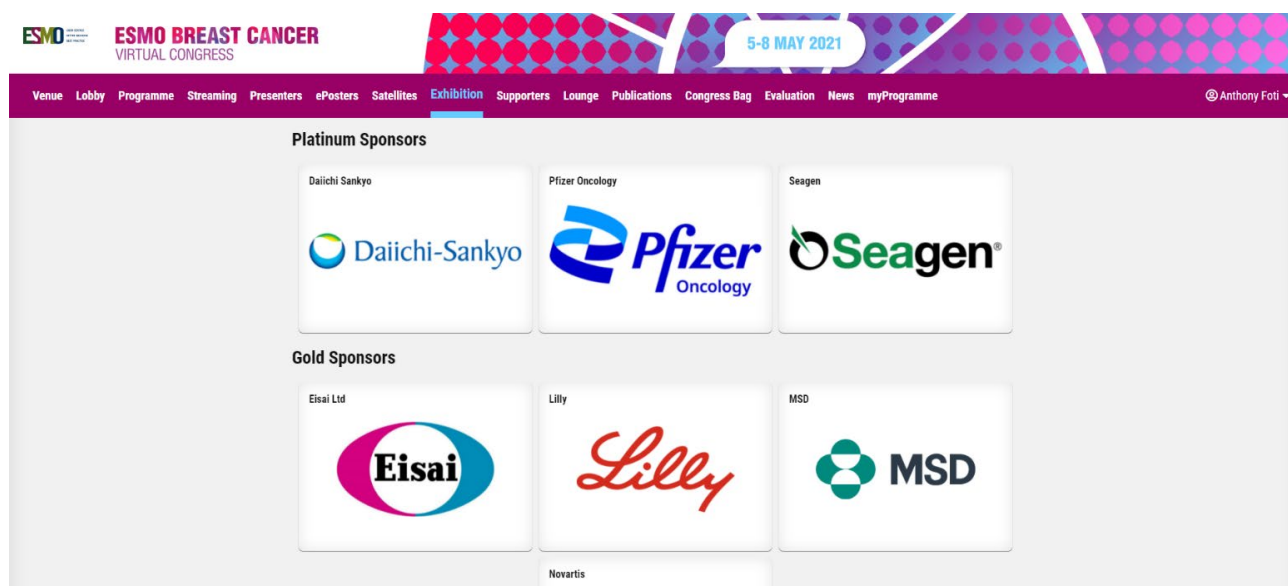 ESMO
ESMO BREAST CANCER
VIRTUAL CONGRESS
5-8 MAY 2021
Venue Lobby Programme Streaming Presenters ePosters Satellites Exhibition Supporters Lounge Publications Congress Bag Evaluation News myProgramme Anthony Foti
Platinum Sponsors
Daiichi Sankyo Pfizer Oncology Seagen
Daiichi-Sankyo
Pfizer
Oncology
Seagen®
Gold Sponsors
Eisai Ltd Lilly MSD
Eisai Lilly MSD
Novartis